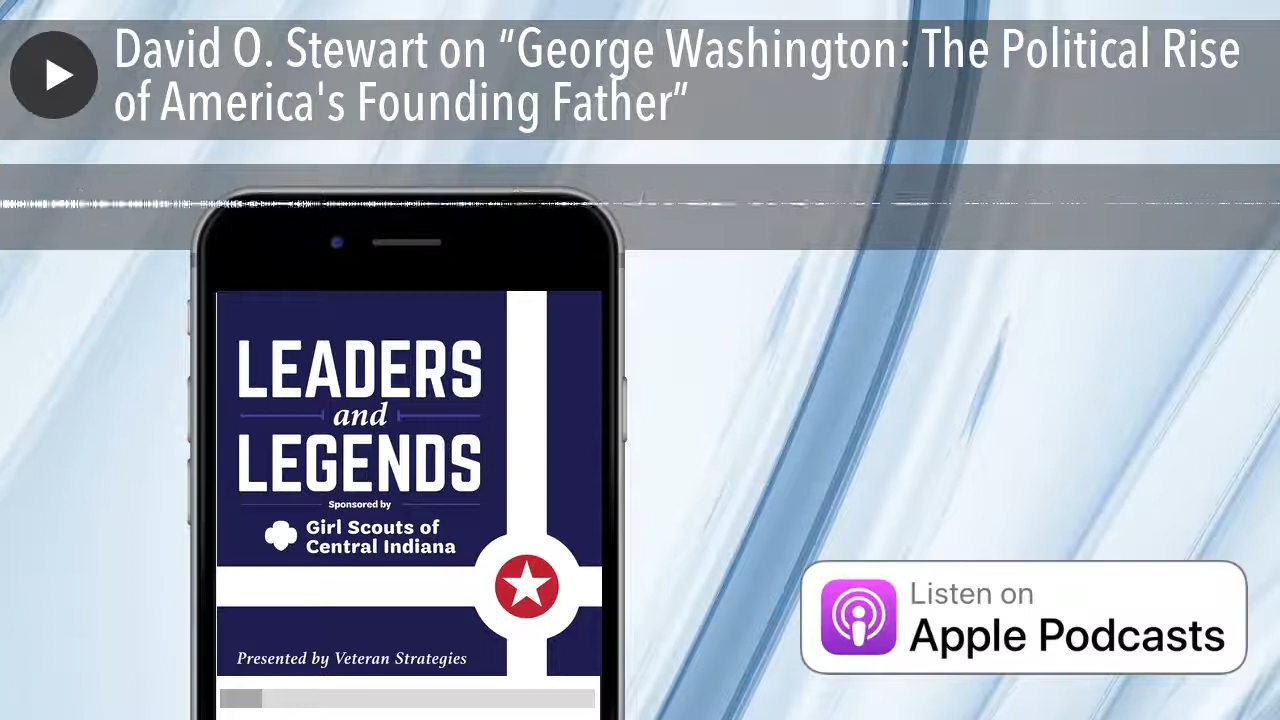 David O. Stewart on “George Washington: The Political Rise
of America's Founding Father”
LEADERS
and
LEGENDS
Sponsored by
Girl Scouts of
Central Indiana
Presented by Veteran Strategies
Listen on
Apple Podcasts